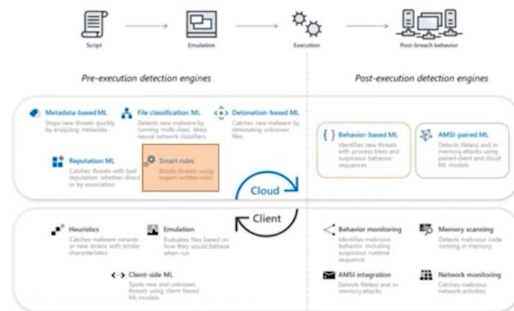 Script
Emulation
Execution
Post-breach behavior
Pre-execution detection engines
Post-execution detection engines
Metadata-based ML
Stops new threats quickly
by analyzing metadata
File classification ML
Detects new malware by
running multi-class, deep
neural network classifiers
Detonation-based ML
Catches new malware by
detonating unknown
files
Reputation ML
Catches threats with bad
reputation, whether direct
or by association
Smart rules
Blocks threats using
expert-written rules
Behavior-based ML
Identifies new threats
with process trees and
suspicious behavior
sequences
AMSI-paired ML
Detects fileless and in-
memory attacks using
paired client and cloud
ML models
Cloud
Client
Heuristics
Catches malware variants
or new strains with similar
characteristics
Emulation
Evaluates files based on
how they would behave
when run
Client-side ML
Spots new and unknown
threats using client-based
ML models
Behavior monitoring
Identifies malicious
behavior, including
suspicious runtime
sequence
Memory scanning
Detects malicious code
running in memory
AMSI integration
Detects fileless and in-
memory attacks
Network monitoring
Catches malicious
network activities